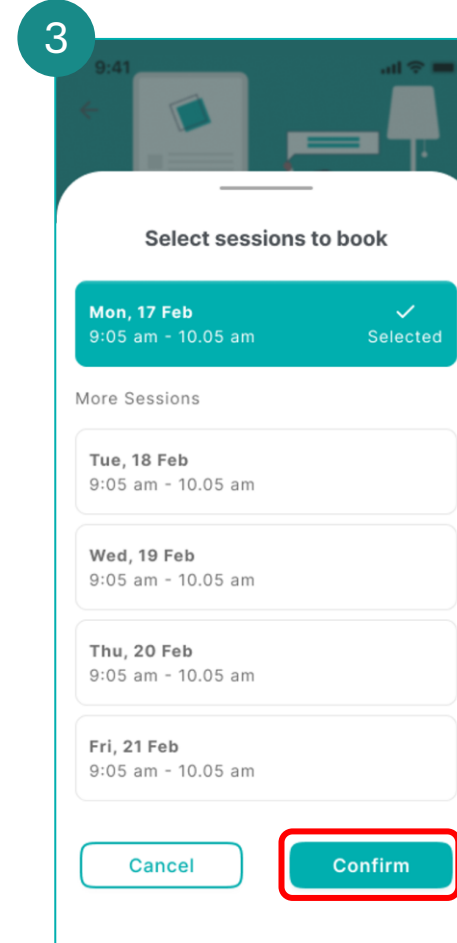 3
9:41
Select sessions to book
Mon, 17 Feb
9:05 am - 10.05 am
Selected
More Sessions
Tue, 18 Feb
9:05 am - 10.05 am
Wed, 19 Feb
9:05 am - 10.05 am
Thu, 20 Feb
9:05 am - 10.05 am
Fri, 21 Feb
9:05 am - 10.05 am
Cancel
Confirm